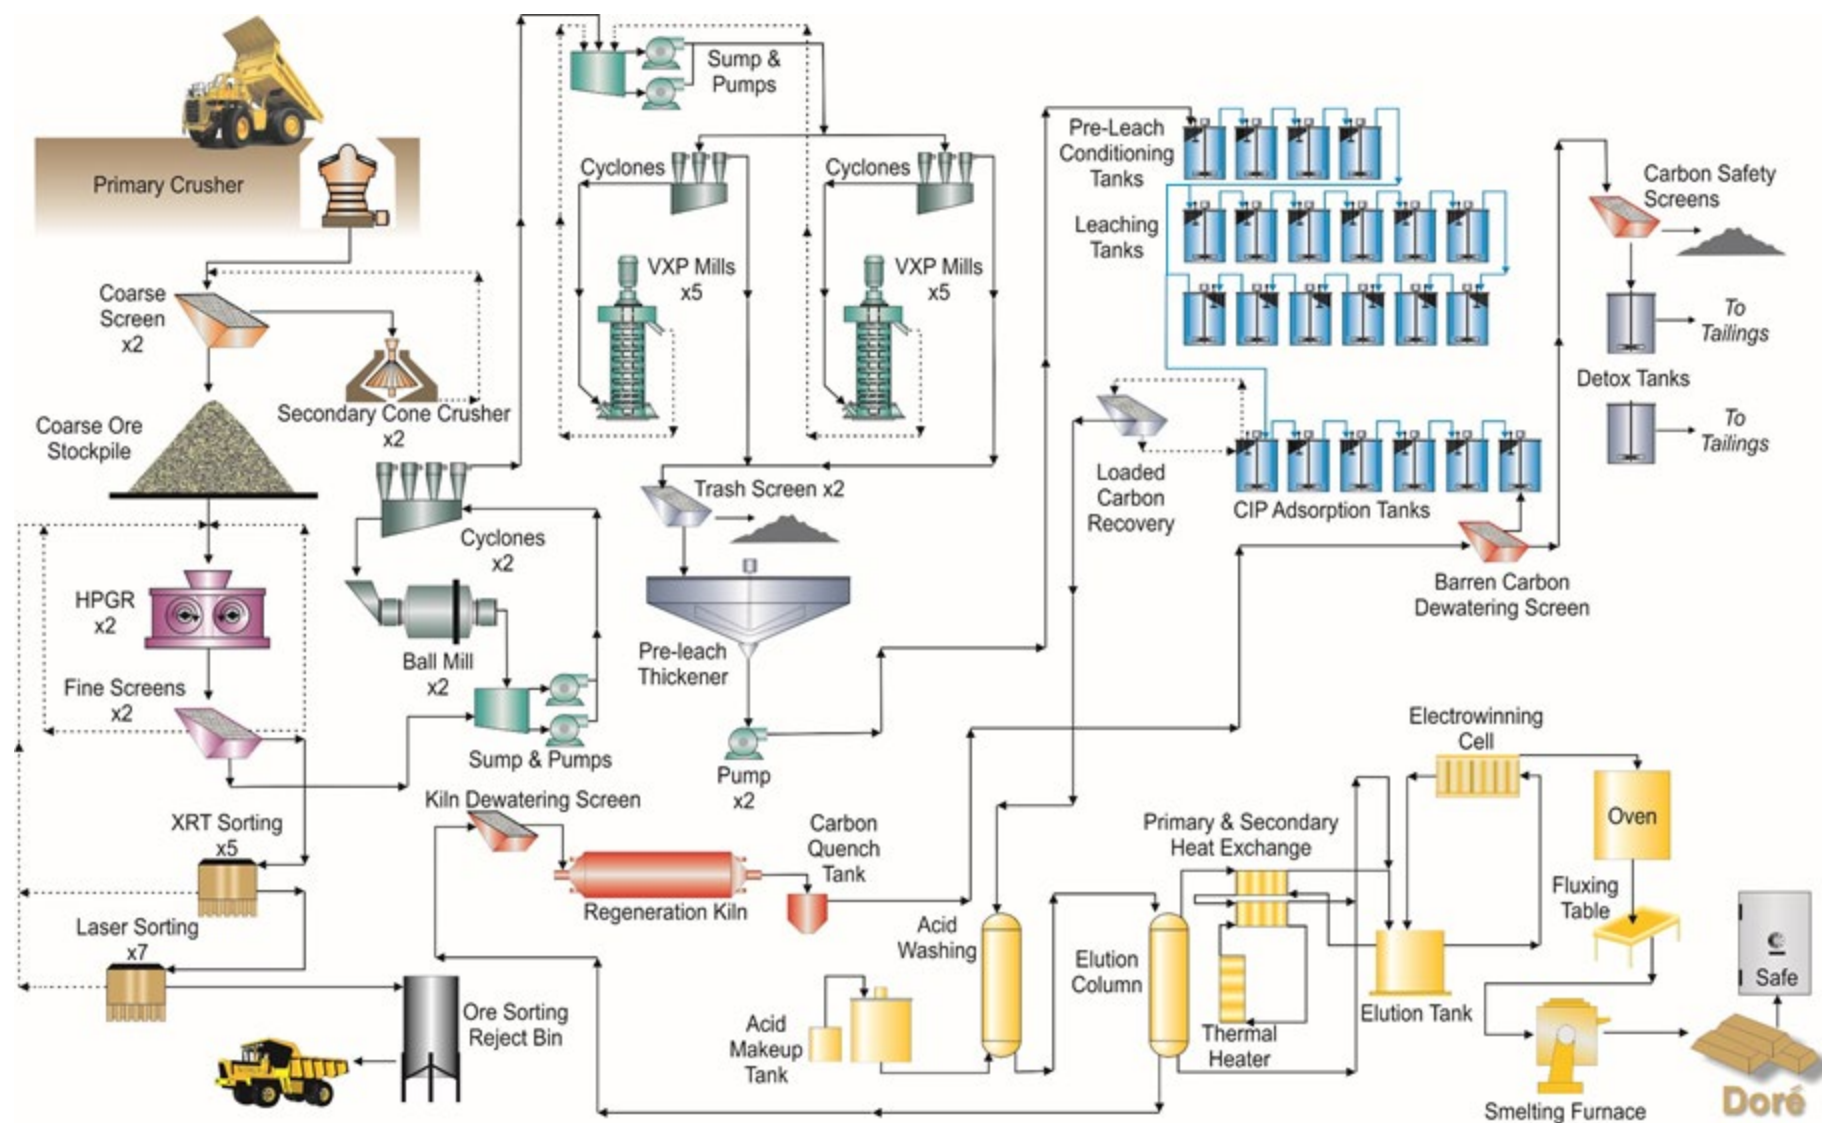 Primary Crusher
Coarse
Screen
x2
Secondary Cone Crusher
x2
Coarse Ore
Stockpile
HPGR
x2
Fine Screens
x2
XRT Sorting
x5
Laser Sorting
x7
Ore Sorting
Reject Bin
Cyclones
x2
Ball Mill
x2
Sump & Pumps
Sump &
Pumps
Cyclones
VXP Mills
x5
Cyclones
VXP Mills
x5
Trash Screen x2
Pre-leach
Thickener
Pump
x2
Pre-Leach
Conditioning
Tanks
Leaching
Tanks
CIP Adsorption Tanks
Loaded
Carbon
Recovery
Barren Carbon
Dewatering Screen
Carbon Safety
Screens
To
Tailings
Detox Tanks
To
Tailings
Kiln Dewatering Screen
Regeneration Kiln
Carbon
Quench
Tank
Acid
Washing
Acid
Makeup
Tank
Elution
Column
Primary & Secondary
Heat Exchange
Thermal
Heater
Elution Tank
Electrowinning
Cell
Oven
Fluxing
Table
Smelting Furnace
Safe
Doré